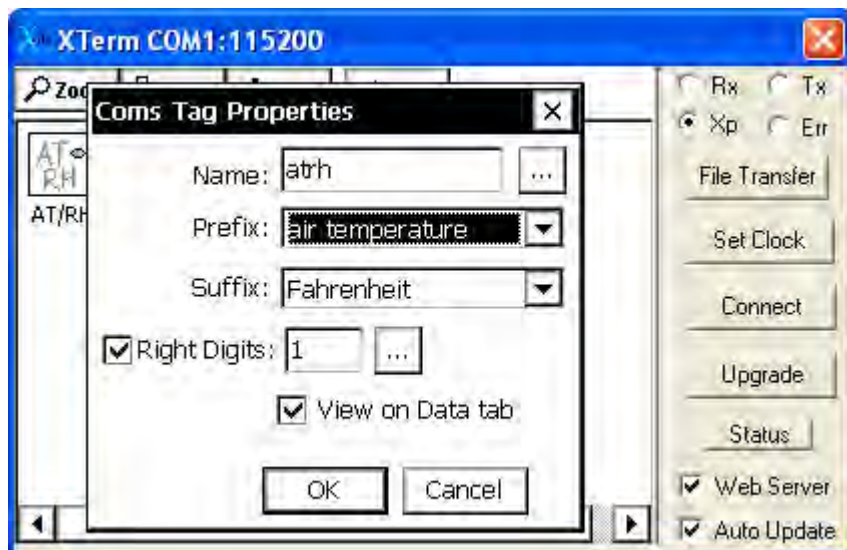 XTerm COM1:115200
Coms Tag Properties
Name: atrh ...
Prefix: air temperature
Suffix: Fahrenheit
Right Digits: 1 ...
View on Data tab
OK Cancel
AT
RH
AT/RH
Rx Tx
Xp Err
File Transfer
Set Clock
Connect
Upgrade
Status
Web Server
Auto Update